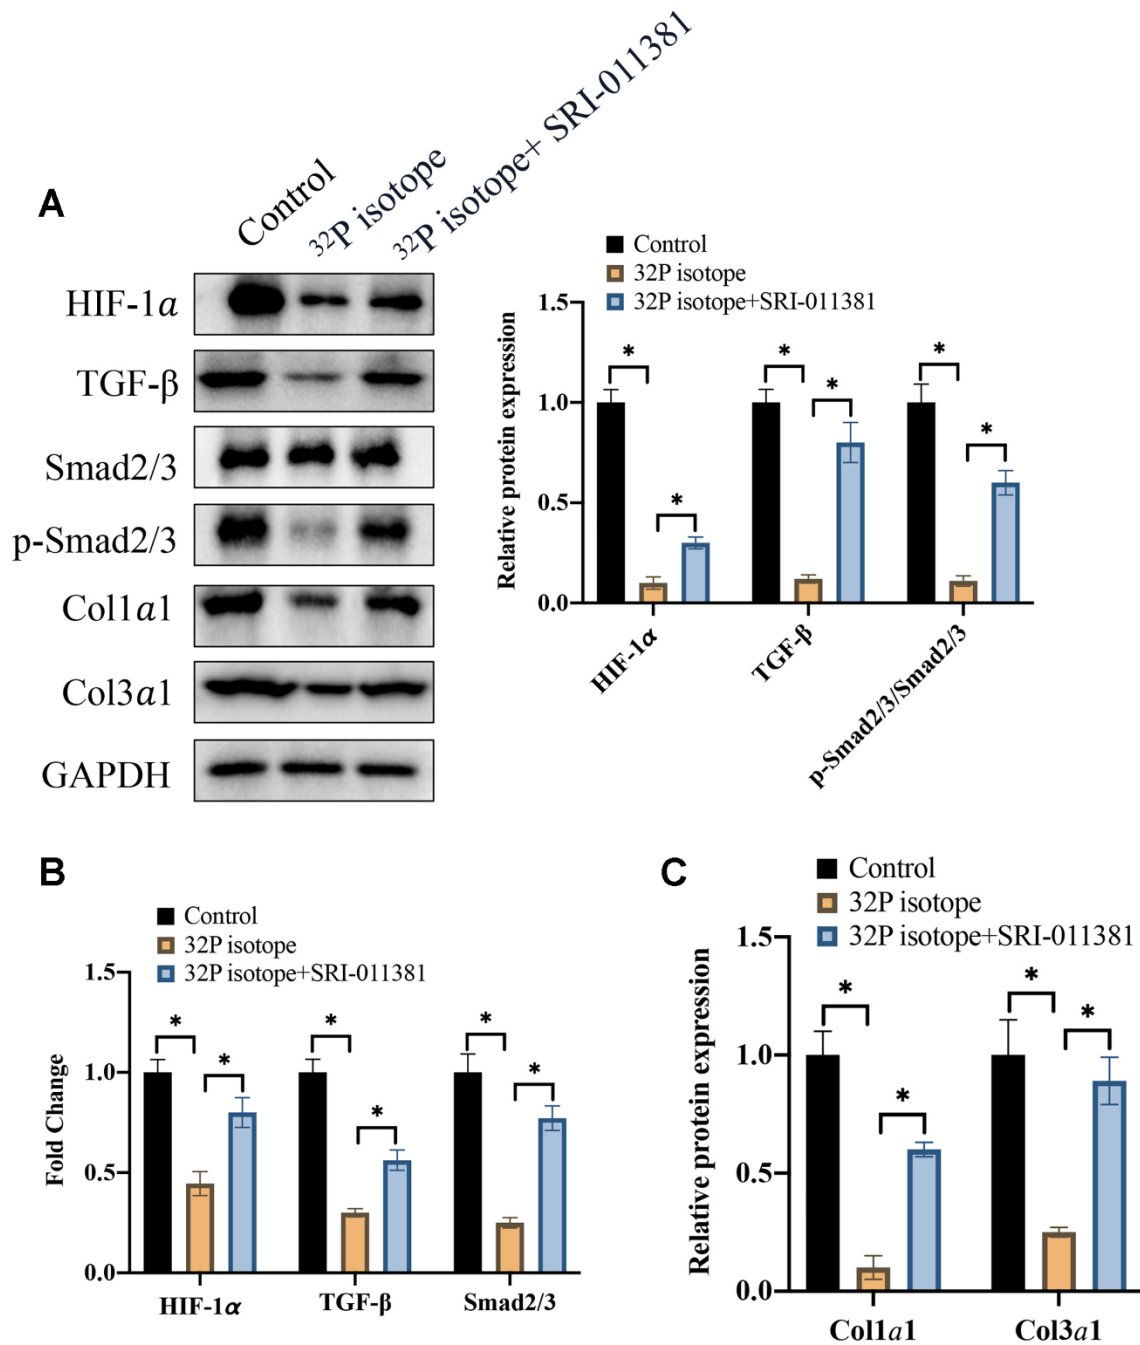 A
Control
³²P isotope
³²P isotope+ SRI-011381
HIF-1α
TGF-β
Smad2/3
p-Smad2/3
Col1a1
Col3a1
GAPDH
Control
32P isotope
32P isotope+SRI-011381
Relative protein expression
1.5
1.0
0.5
0.0
* * * * * *
HIF-1α
TGF-β
p-Smad2/3/Smad2/3
B
Control
32P isotope
32P isotope+SRI-011381
Fold Change
1.5
1.0
0.5
0.0
* * * * * *
HIF-1α
TGF-β
Smad2/3
C
Control
32P isotope
32P isotope+SRI-011381
Relative protein expression
1.5
1.0
0.5
0.0
* * * *
Col1a1
Col3a1